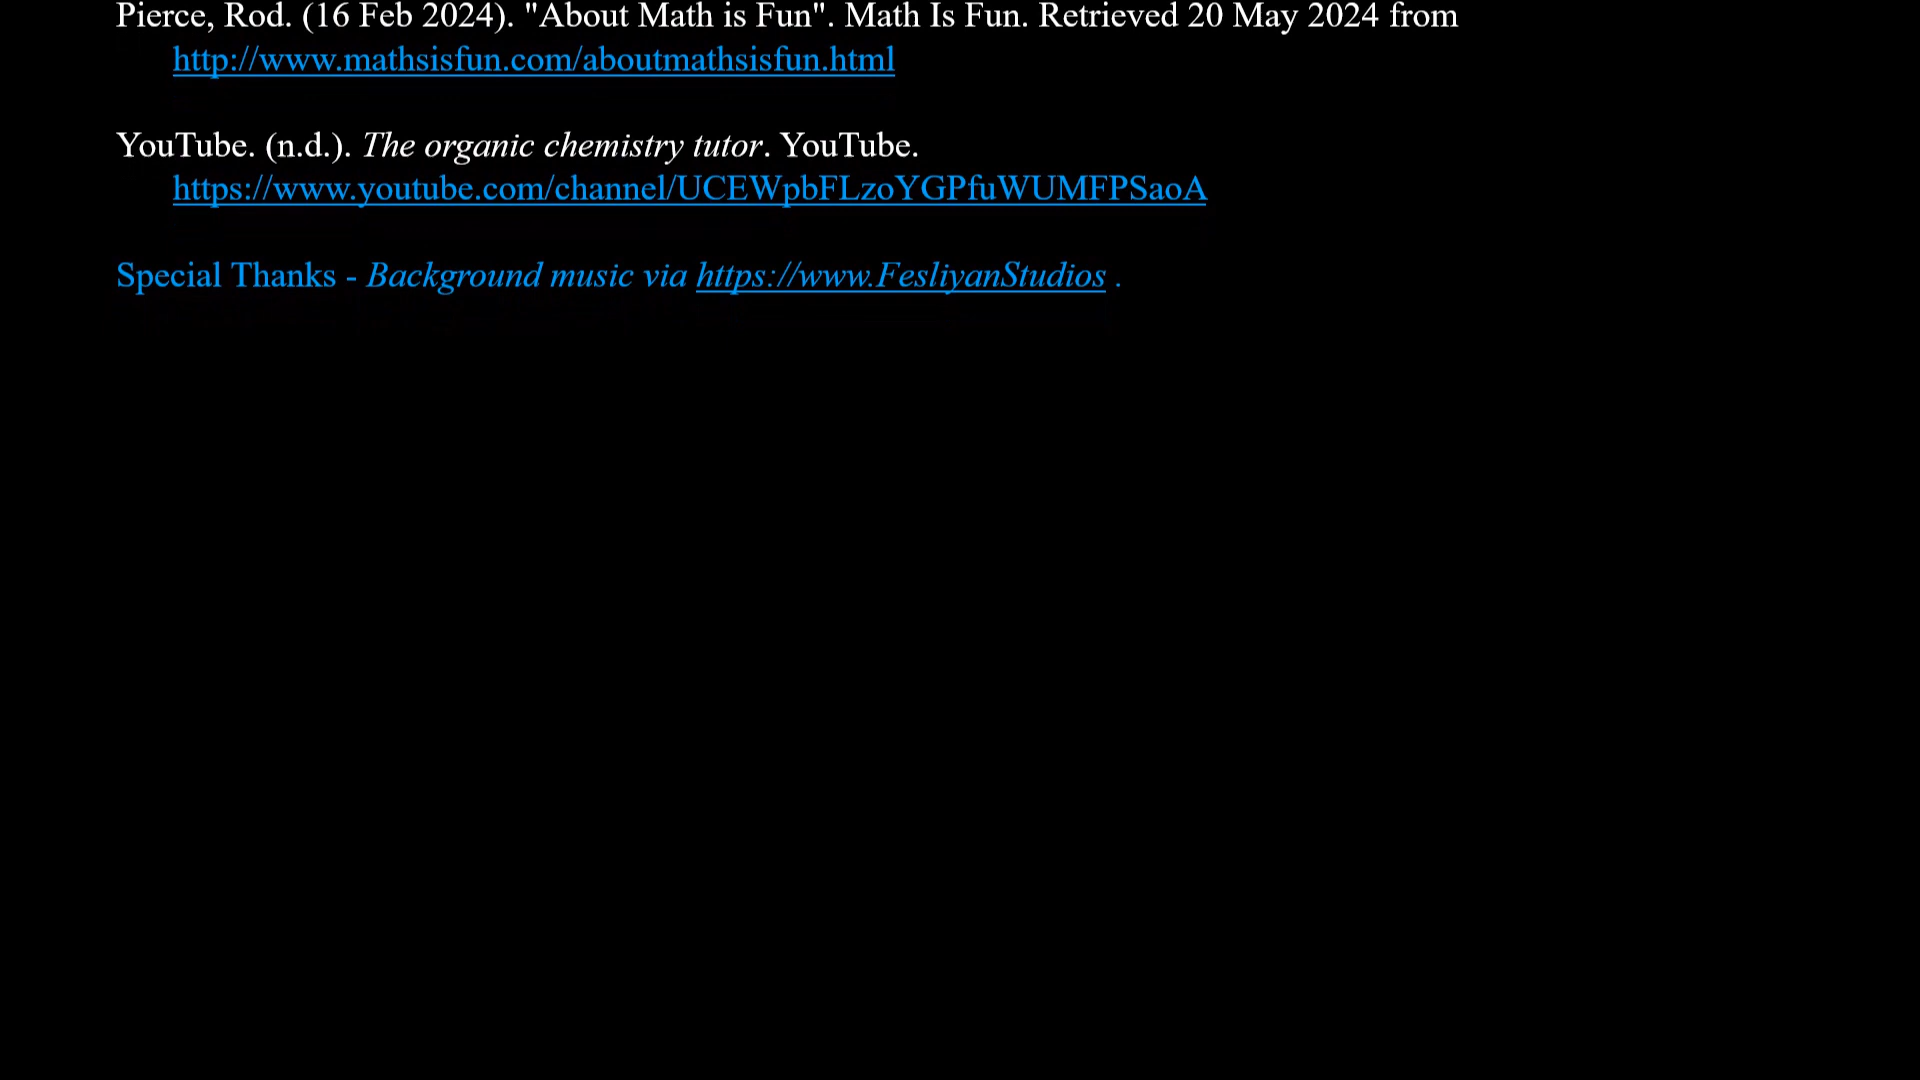 Pierce, Rod. (16 Feb 2024). "About Math is Fun". Math Is Fun. Retrieved 20 May 2024 from
http://www.mathsisfun.com/aboutmathsisfun.html
YouTube. (n.d.). The organic chemistry tutor. YouTube.
https://www.youtube.com/channel/UCEWpbFLzoYGPfuWUMFPSaoA
Special Thanks - Background music via https://www.FesliyanStudios .